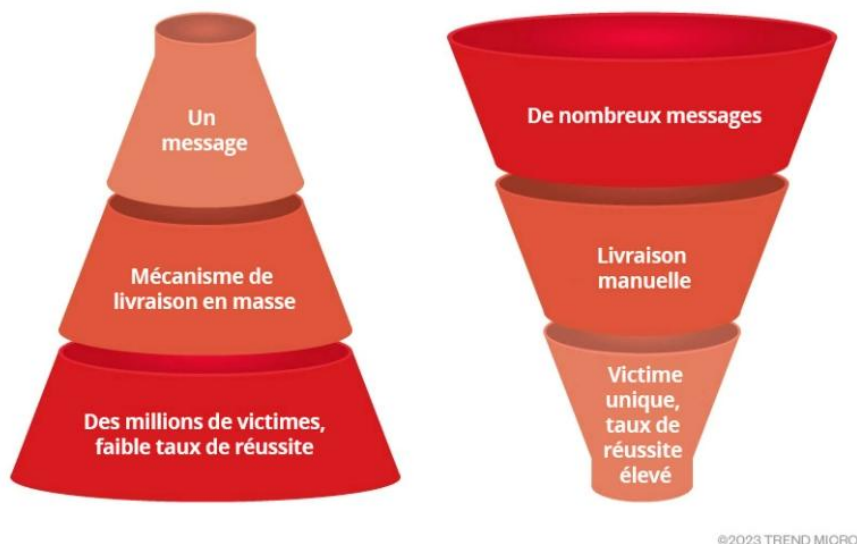 Un
message
Mécanisme de
livraison en masse
Des millions de victimes,
faible taux de réussite
De nombreux messages
Livraison
manuelle
Victime
unique,
taux de
réussite
élevé
©2023 TREND MICRO